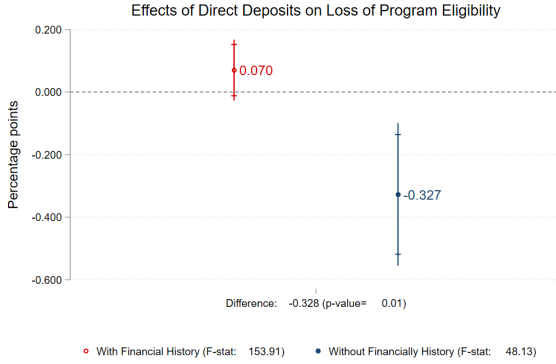 Effects of Direct Deposits on Loss of Program Eligibility
0.200
0.000
-0.200
-0.400
-0.600
Percentage points
0.070
-0.327
Difference: -0.328 (p-value= 0.01)
With Financial History (F-stat: 153.91)
Without Financially History (F-stat: 48.13)